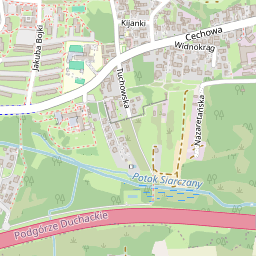 Kijanki
Cechowa
Widnokrąg
Jakuba Bojki
Tuchowska
Nazaretańska
Potok Siarczany
Podgórze Duchackie